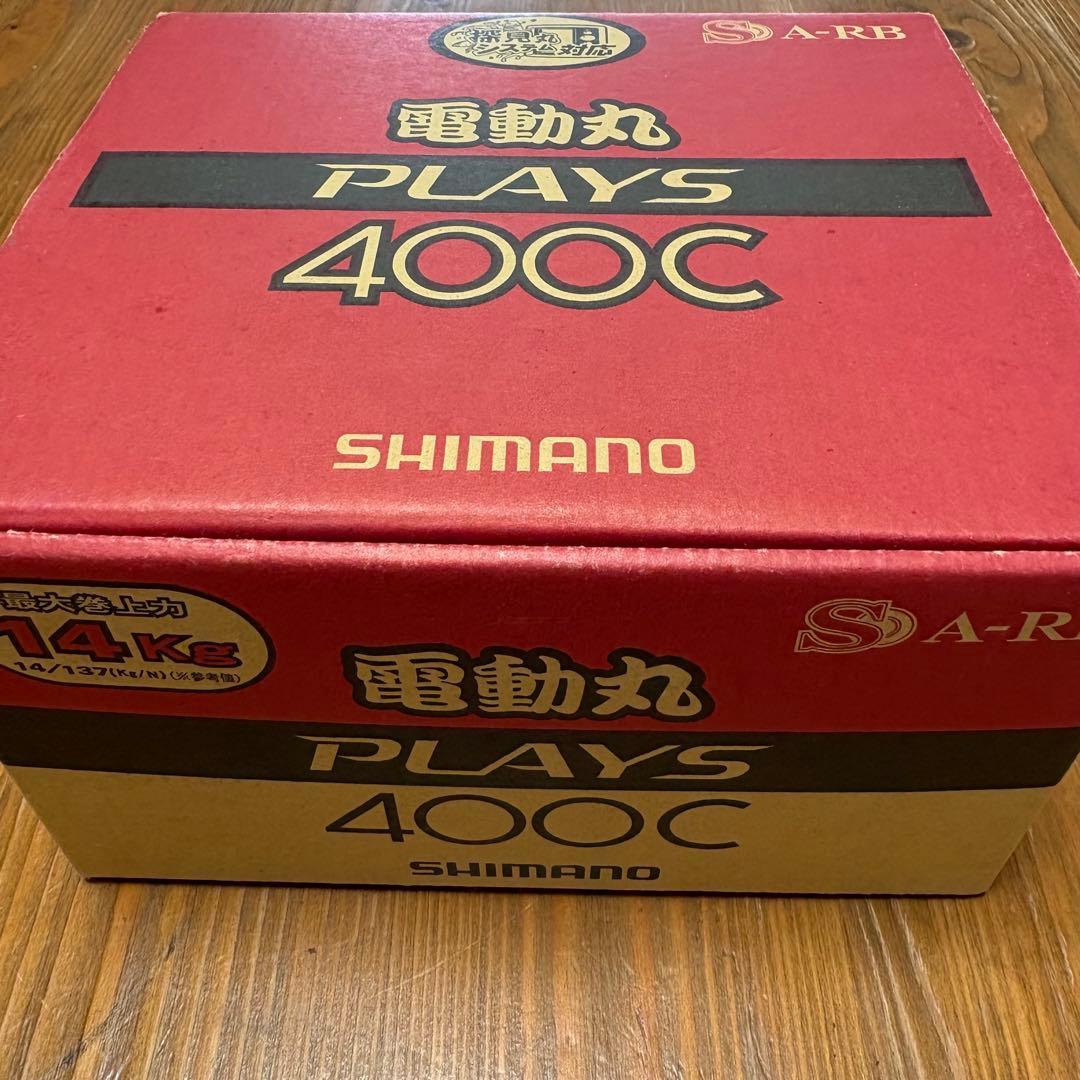 探見丸
システム対応
S A-RB
電動丸
PLAYS
400C
SHIMANO
最大巻上力
14Kg
14/137(Kg/N)(※参考値)
S A-R
電動丸
PLAYS
400C
SHIMANO